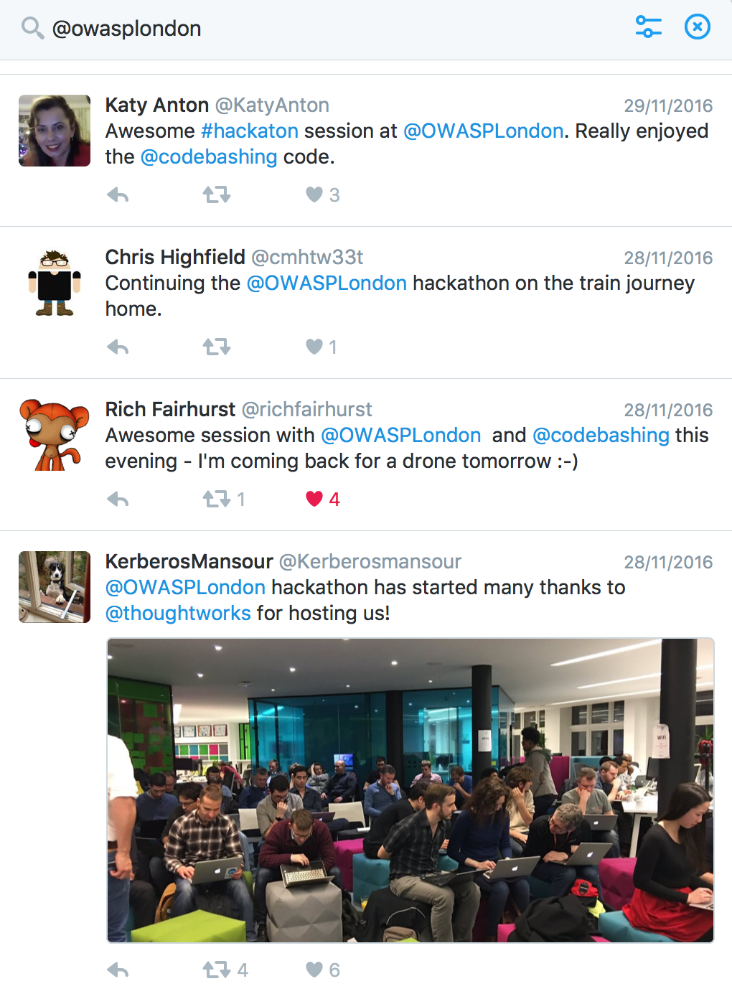 @owasplondon
Katy Anton @KatyAnton 29/11/2016
Awesome #hackaton session at @OWASPLondon. Really enjoyed
the @codebashing code.
3
Chris Highfield @cmhtw33t 28/11/2016
Continuing the @OWASPLondon hackathon on the train journey
home.
1
Rich Fairhurst @richfairhurst 28/11/2016
Awesome session with @OWASPLondon and @codebashing this
evening - I'm coming back for a drone tomorrow :-)
1 4
KerberosMansour @Kerberosmansour 28/11/2016
@OWASPLondon hackathon has started many thanks to
@thoughtworks for hosting us!
WiFi
4 6